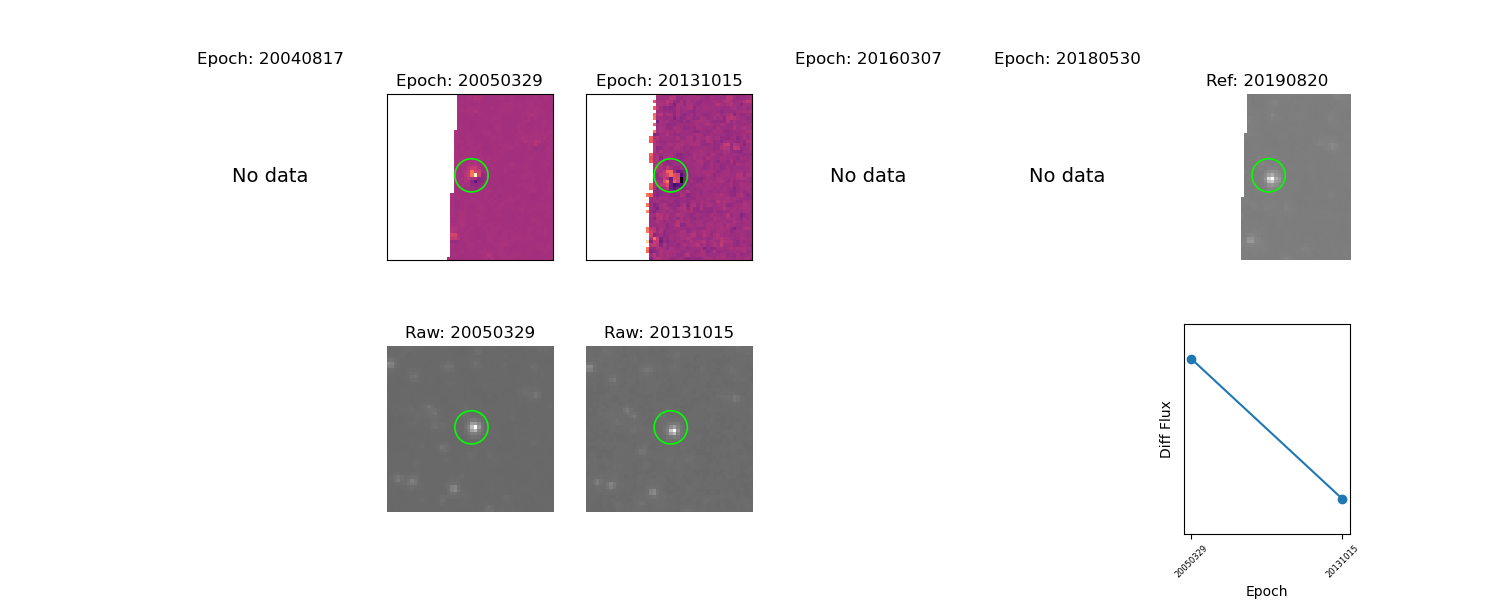 Epoch: 20040817
Epoch: 20160307
Epoch: 20180530
Epoch: 20050329
Epoch: 20131015
Ref: 20190820
No data
No data
No data
Raw: 20050329
Raw: 20131015
Diff Flux
20050329
20131015
Epoch